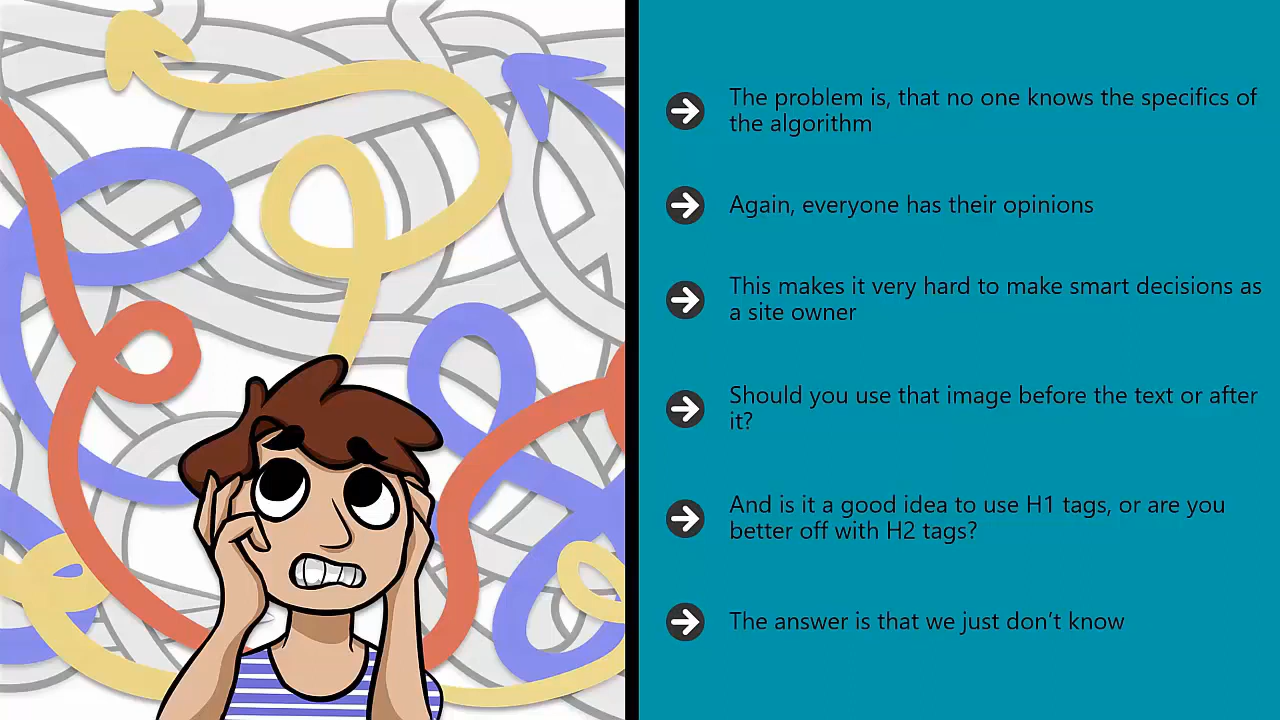 The problem is, that no one knows the specifics of
the algorithm
Again, everyone has their opinions
This makes it very hard to make smart decisions as
a site owner
Should you use that image before the text or after
it?
And is it a good idea to use H1 tags, or are you
better off with H2 tags?
The answer is that we just don’t know